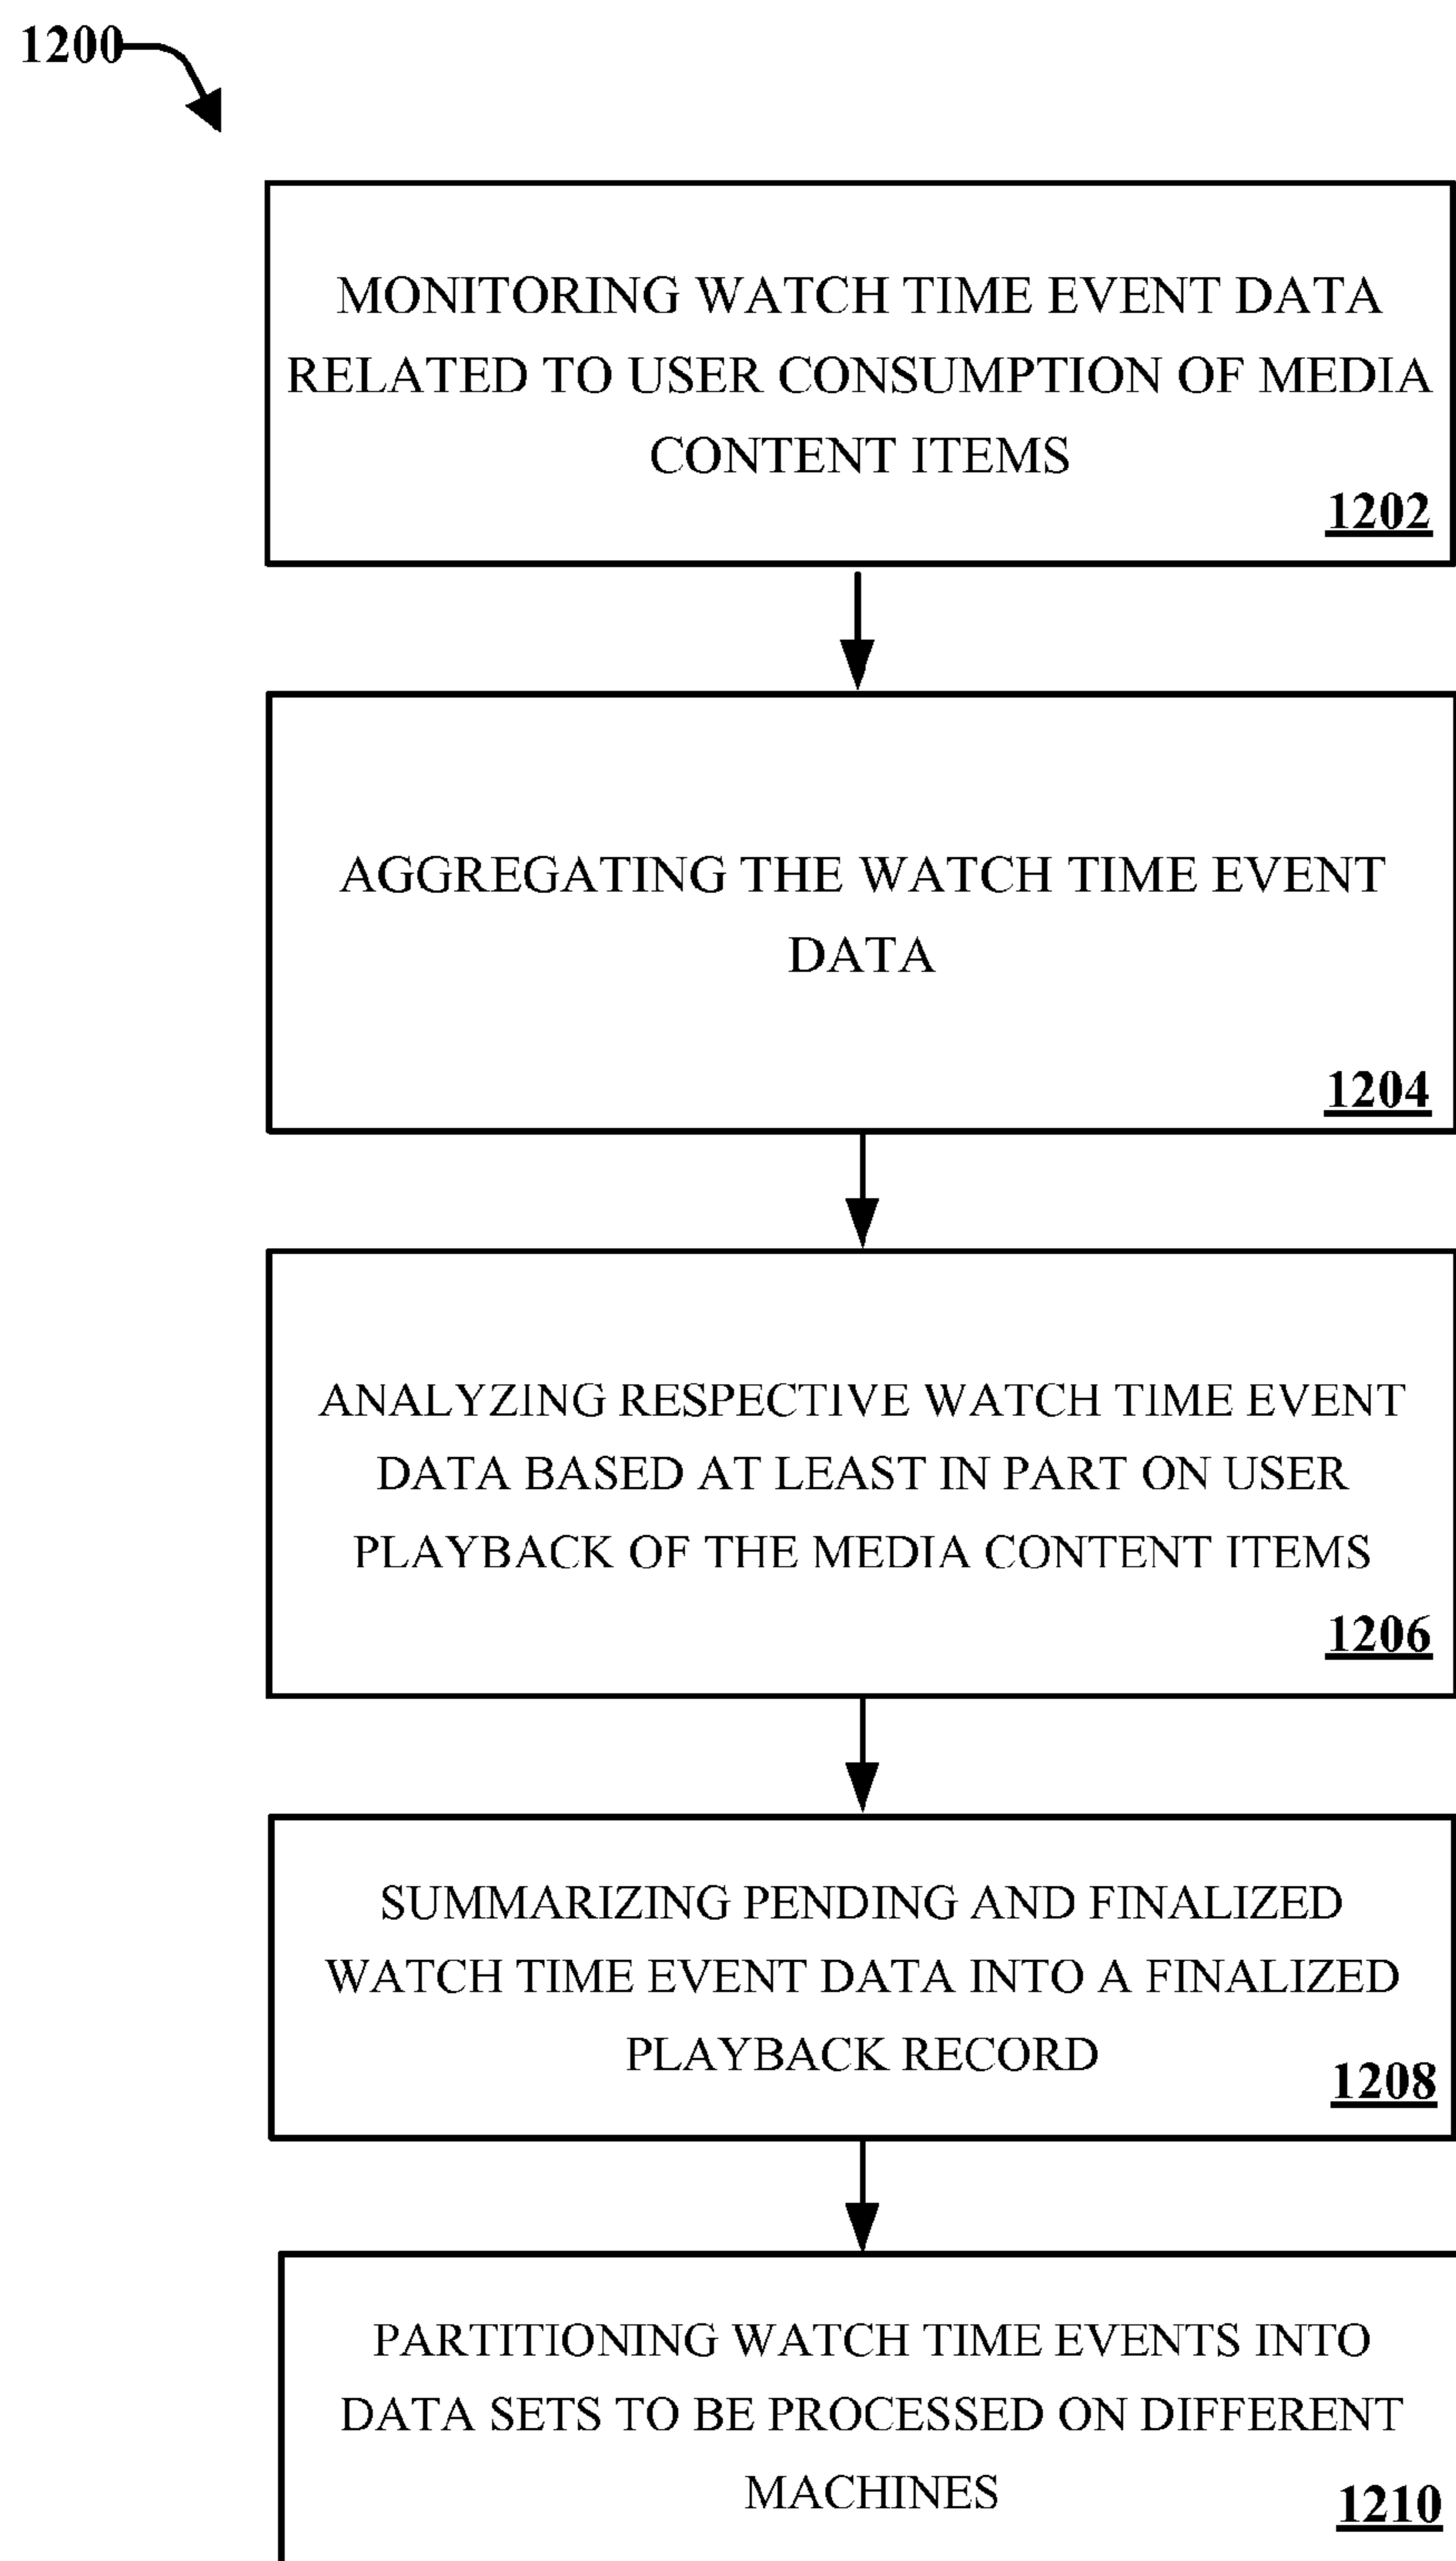 1200
MONITORING WATCH TIME EVENT DATA
RELATED TO USER CONSUMPTION OF MEDIA
CONTENT ITEMS
1202
AGGREGATING THE WATCH TIME EVENT
DATA
1204
ANALYZING RESPECTIVE WATCH TIME EVENT
DATA BASED AT LEAST IN PART ON USER
PLAYBACK OF THE MEDIA CONTENT ITEMS
1206
SUMMARIZING PENDING AND FINALIZED
WATCH TIME EVENT DATA INTO A FINALIZED
PLAYBACK RECORD
1208
PARTITIONING WATCH TIME EVENTS INTO
DATA SETS TO BE PROCESSED ON DIFFERENT
MACHINES
1210